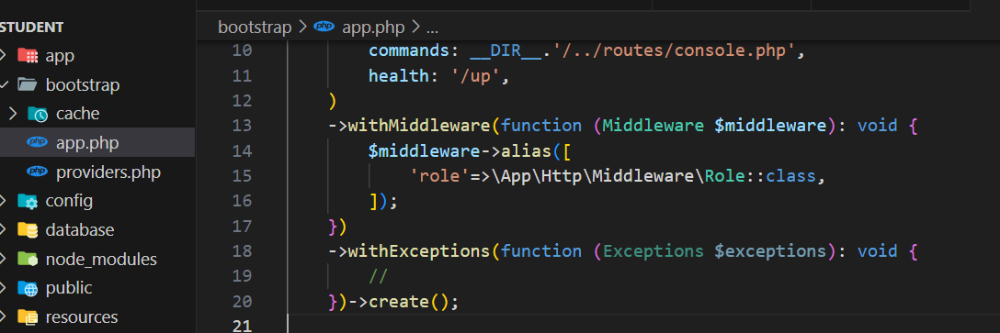 STUDENT
app
bootstrap
cache
app.php
providers.php
config
database
node_modules
public
resources
bootstrap > app.php > ...
10 commands: __DIR__.'/../routes/console.php',
11 health: '/up',
12 )
13 ->withMiddleware(function (Middleware $middleware): void {
14 $middleware->alias([
15 'role'=>\App\Http\Middleware\Role::class,
16 ]);
17 })
18 ->withExceptions(function (Exceptions $exceptions): void {
19 //
20 })->create();
21